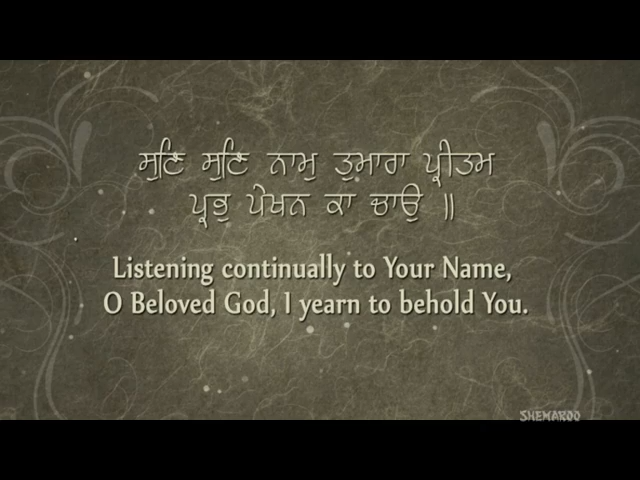 ਸੁਣਿ ਸੁਣਿ ਨਾਮੁ ਤੁਮਾਰਾ ਪ੍ਰੀਤਮ
ਪ੍ਰਭੁ ਪੇਖਨ ਕਾ ਚਾਉ ॥
Listening continually to Your Name,
O Beloved God, I yearn to behold You.
SHEMAROO